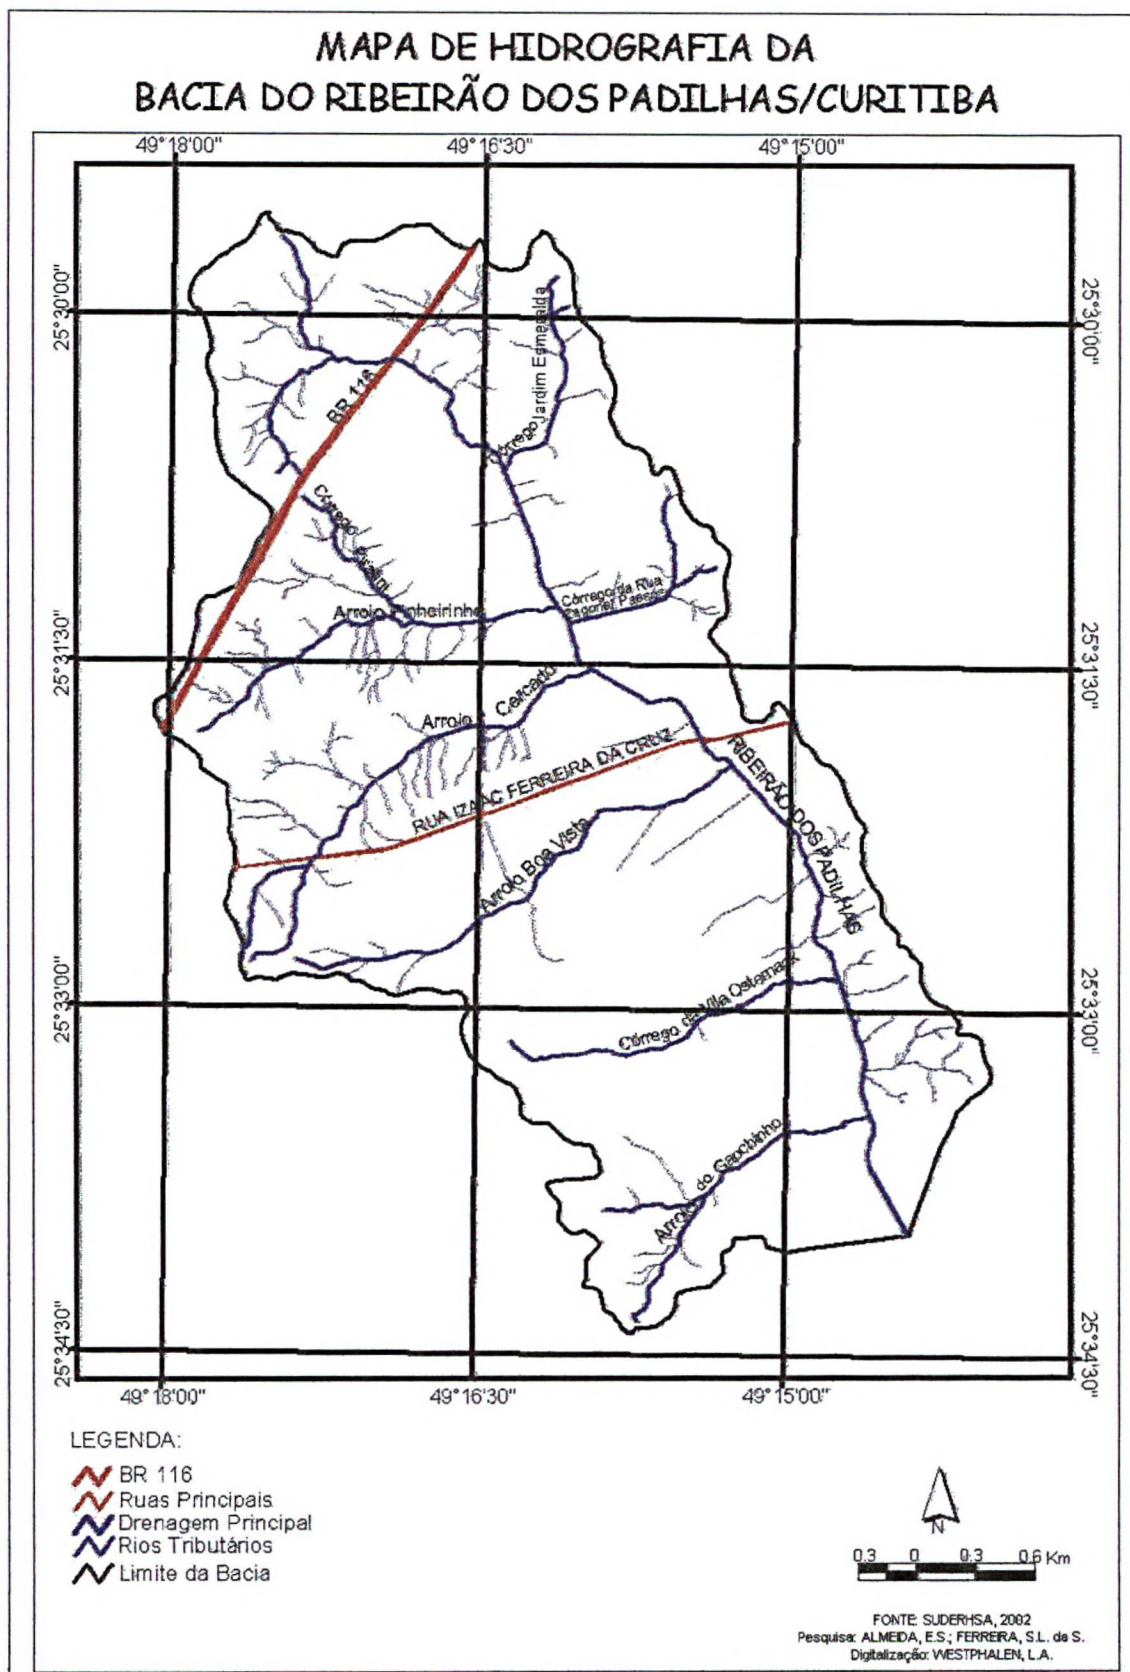 MAPA DE HIDROGRAFIA DA
BACIA DO RIBEIRÃO DOS PADILHAS/CURITIBA
49°18'00"
49°16'30"
49°15'00"
25°30'00"
25°30'00"
Córrego Jardim Esmeralda
BR 116
Arroio Pinheirinho
Córrego da Rua
25°31'30"
25°31'30"
Arroio Cercado
RUA IZAAC FERREIRA DA CRUZ
RIBEIRÃO DOS PADILHAS
Arroio Boa Vista
Córrego da Vila Osternack
25°33'00"
25°33'00"
Arroio do Gaochinho
25°34'30"
25°34'30"
49°18'00"
49°16'30"
49°15'00"
LEGENDA:
BR 116
Ruas Principais
Drenagem Principal
Rios Tributários
Limite da Bacia
N
0.3 0 0.3 0.6 Km
FONTE: SUDERHSA, 2002
Pesquisa: ALMEIDA, E.S.; FERREIRA, S.L. de S.
Digitalização: WESTPHALEN, L.A.